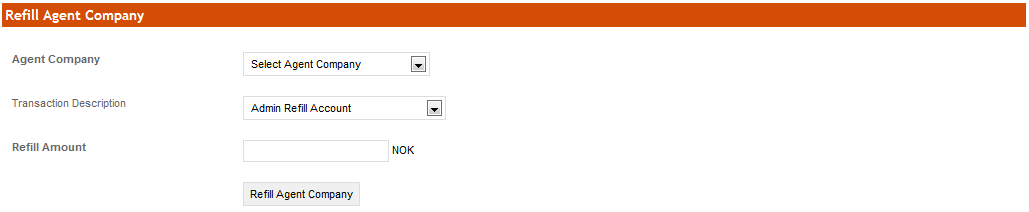 Refill Agent Company
Agent Company Select Agent Company
Transaction Description Admin Refill Account
Refill Amount NOK
Refill Agent Company